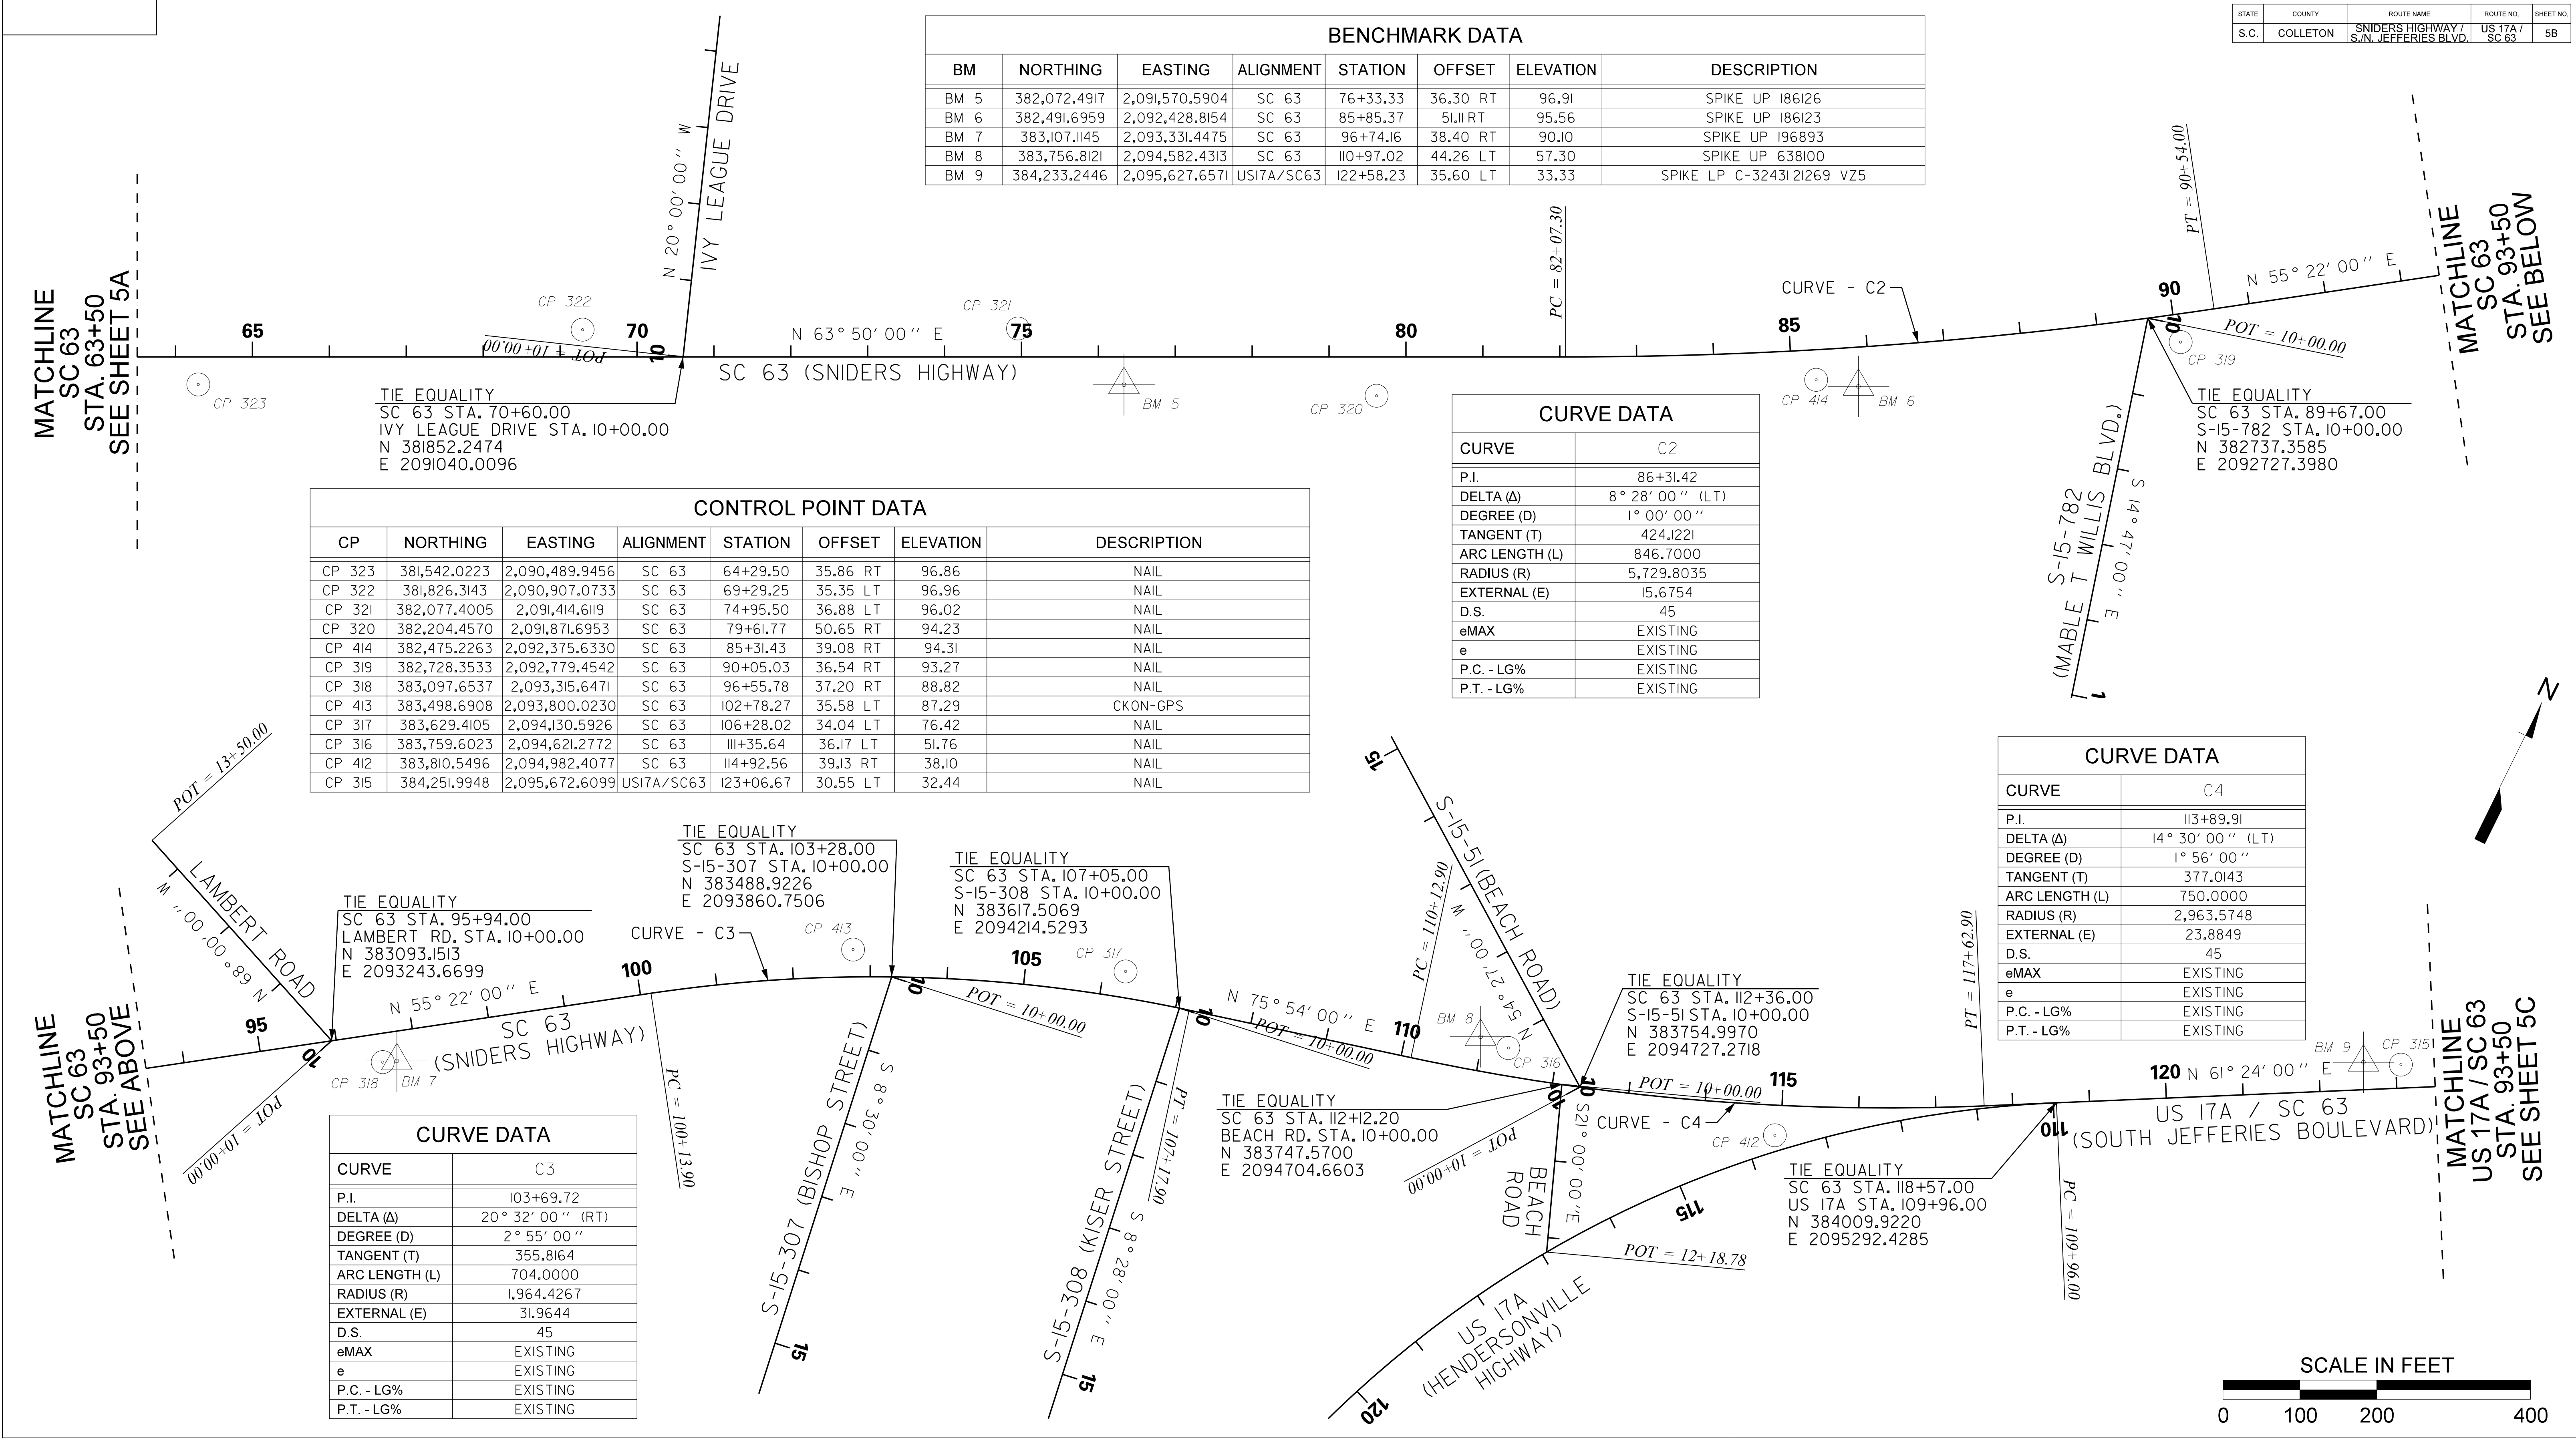 STATE COUNTY ROUTE NAME ROUTE NO. SHEET NO.
S.C. COLLETON SNIDERS HIGHWAY / S./N. JEFFERIES BLVD. US 17A / SC 63 5B
BENCHMARK DATA
BM NORTHING EASTING ALIGNMENT STATION OFFSET ELEVATION DESCRIPTION
BM 5 382,072.4917 2,091,570.5904 SC 63 76+33.33 36.30 RT 96.91 SPIKE UP 186126
BM 6 382,491.6959 2,092,428.8154 SC 63 85+85.37 51.11 RT 95.56 SPIKE UP 186123
BM 7 383,107.1145 2,093,331.4475 SC 63 96+74.16 38.40 RT 90.10 SPIKE UP 196893
BM 8 383,756.8121 2,094,582.4313 SC 63 110+97.02 44.26 LT 57.30 SPIKE UP 638100
BM 9 384,233.2446 2,095,627.6571 US17A/SC63 122+58.23 35.60 LT 33.33 SPIKE LP C-3243121269 VZ5
MATCHLINE
SC 63
STA. 63+50
SEE SHEET 5A
N 20° 00' 00" W
IVY LEAGUE DRIVE
CP 322
CP 321
CP 323
65
70
75
80
85
90
10
POT = 10+00.00
N 63° 50' 00" E
SC 63 (SNIDERS HIGHWAY)
BM 5
CP 320
PC = 82+07.30
CURVE - C2
CP 414
BM 6
PT = 90+54.00
N 55° 22' 00" E
10
POT = 10+00.00
CP 319
MATCHLINE
SC 63
STA. 93+50
SEE BELOW
TIE EQUALITY
SC 63 STA. 70+60.00
IVY LEAGUE DRIVE STA. 10+00.00
N 381852.2474
E 2091040.0096
TIE EQUALITY
SC 63 STA. 89+67.00
S-15-782 STA. 10+00.00
N 382737.3585
E 2092727.3980
S-15-782
(MABLE T WILLIS BLVD.)
S 14° 47' 00" E
1
CURVE DATA
CURVE C2
P.I. 86+31.42
DELTA (Δ) 8° 28' 00" (LT)
DEGREE (D) 1° 00' 00"
TANGENT (T) 424.1221
ARC LENGTH (L) 846.7000
RADIUS (R) 5,729.8035
EXTERNAL (E) 15.6754
D.S. 45
eMAX EXISTING
e EXISTING
P.C. - LG% EXISTING
P.T. - LG% EXISTING
CONTROL POINT DATA
CP NORTHING EASTING ALIGNMENT STATION OFFSET ELEVATION DESCRIPTION
CP 323 381,542.0223 2,090,489.9456 SC 63 64+29.50 35.86 RT 96.86 NAIL
CP 322 381,826.3143 2,090,907.0733 SC 63 69+29.25 35.35 LT 96.96 NAIL
CP 321 382,077.4005 2,091,414.6119 SC 63 74+95.50 36.88 LT 96.02 NAIL
CP 320 382,204.4570 2,091,871.6953 SC 63 79+61.77 50.65 RT 94.23 NAIL
CP 414 382,475.2263 2,092,375.6330 SC 63 85+31.43 39.08 RT 94.31 NAIL
CP 319 382,728.3533 2,092,779.4542 SC 63 90+05.03 36.54 RT 93.27 NAIL
CP 318 383,097.6537 2,093,315.6471 SC 63 96+55.78 37.20 RT 88.82 NAIL
CP 413 383,498.6908 2,093,800.0230 SC 63 102+78.27 35.58 LT 87.29 CKON-GPS
CP 317 383,629.4105 2,094,130.5926 SC 63 106+28.02 34.04 LT 76.42 NAIL
CP 316 383,759.6023 2,094,621.2772 SC 63 111+35.64 36.17 LT 51.76 NAIL
CP 412 383,810.5496 2,094,982.4077 SC 63 114+92.56 39.13 RT 38.10 NAIL
CP 315 384,251.9948 2,095,672.6099 US17A/SC63 123+06.67 30.55 LT 32.44 NAIL
N
CURVE DATA
CURVE C4
P.I. 113+89.91
DELTA (Δ) 14° 30' 00" (LT)
DEGREE (D) 1° 56' 00"
TANGENT (T) 377.0143
ARC LENGTH (L) 750.0000
RADIUS (R) 2,963.5748
EXTERNAL (E) 23.8849
D.S. 45
eMAX EXISTING
e EXISTING
P.C. - LG% EXISTING
P.T. - LG% EXISTING
MATCHLINE
SC 63
STA. 93+50
SEE ABOVE
POT = 13+50.00
LAMBERT ROAD
N 68° 00' 00" W
TIE EQUALITY
SC 63 STA. 95+94.00
LAMBERT RD. STA. 10+00.00
N 383093.1513
E 2093243.6699
95
10
POT = 10+00.00
CP 318
BM 7
N 55° 22' 00" E
SC 63
(SNIDERS HIGHWAY)
100
PC = 100+13.90
CURVE - C3
TIE EQUALITY
SC 63 STA. 103+28.00
S-15-307 STA. 10+00.00
N 383488.9226
E 2093860.7506
CP 413
10
POT = 10+00.00
105
S-15-307 (BISHOP STREET)
S 8° 30' 00" E
15
TIE EQUALITY
SC 63 STA. 107+05.00
S-15-308 STA. 10+00.00
N 383617.5069
E 2094214.5293
CP 317
10
POT = 10+00.00
PT = 107+17.90
S-15-308 (KISER STREET)
S 8° 28' 00" E
15
N 75° 54' 00" E
110
PC = 110+12.90
15
S-15-51 (BEACH ROAD)
N 54° 27' 00" W
BM 8
CP 316
TIE EQUALITY
SC 63 STA. 112+36.00
S-15-51 STA. 10+00.00
N 383754.9970
E 2094727.2718
TIE EQUALITY
SC 63 STA. 112+12.20
BEACH RD. STA. 10+00.00
N 383747.5700
E 2094704.6603
10
10
POT = 10+00.00
POT = 10+00.00
115
CURVE - C4
S21° 00' 00"E
BEACH
ROAD
POT = 12+18.78
CP 412
PT = 117+62.90
TIE EQUALITY
SC 63 STA. 118+57.00
US 17A STA. 109+96.00
N 384009.9220
E 2095292.4285
110
PC = 109+96.00
115
120
US 17A
(HENDERSONVILLE
HIGHWAY)
120
N 61° 24' 00" E
US 17A / SC 63
(SOUTH JEFFERIES BOULEVARD)
BM 9
CP 315
MATCHLINE
US 17A / SC 63
STA. 93+50
SEE SHEET 5C
CURVE DATA
CURVE C3
P.I. 103+69.72
DELTA (Δ) 20° 32' 00" (RT)
DEGREE (D) 2° 55' 00"
TANGENT (T) 355.8164
ARC LENGTH (L) 704.0000
RADIUS (R) 1,964.4267
EXTERNAL (E) 31.9644
D.S. 45
eMAX EXISTING
e EXISTING
P.C. - LG% EXISTING
P.T. - LG% EXISTING
SCALE IN FEET
0 100 200 400